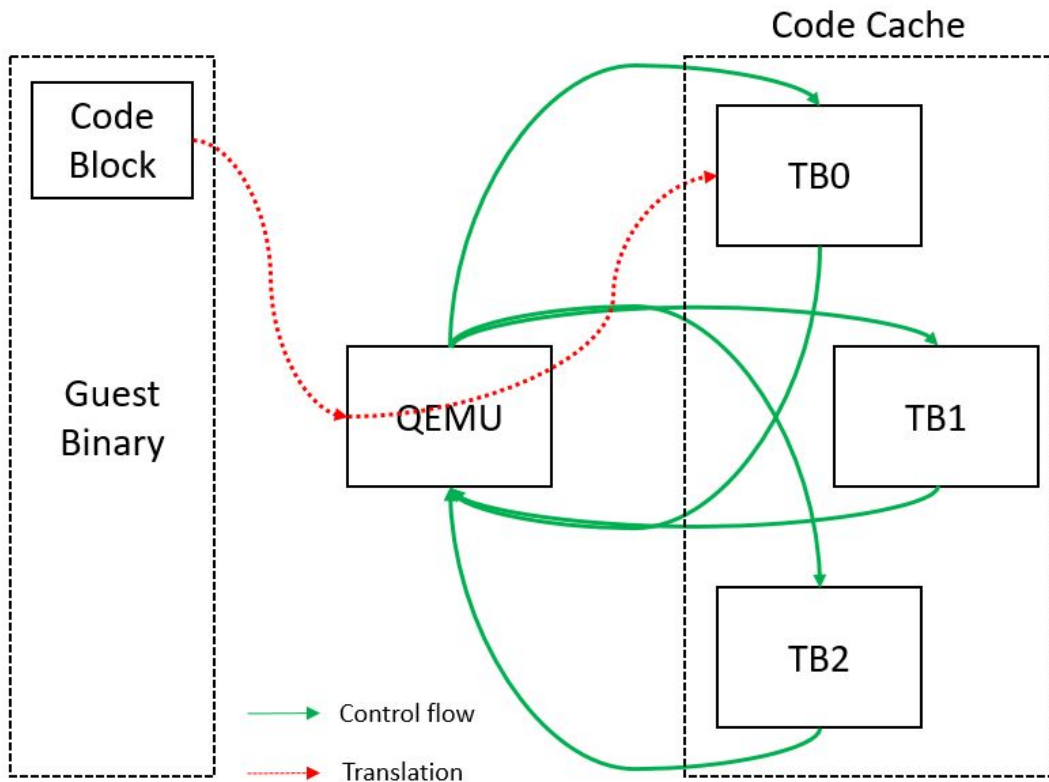 Code Cache
Code
Block
TB0
Guest
Binary
QEMU
TB1
TB2
Control flow
Translation